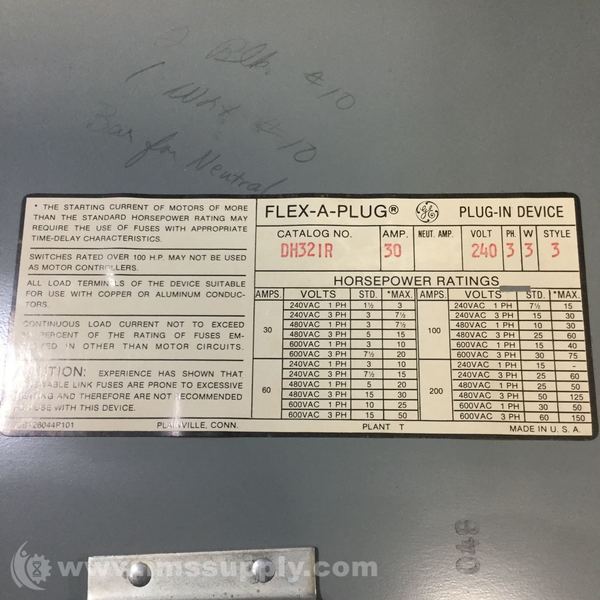 2 Blk. #10
1 Wht. #10
Bar for Neutral
* THE STARTING CURRENT OF MOTORS OF MORE
THAN THE STANDARD HORSEPOWER RATING MAY
REQUIRE THE USE OF FUSES WITH APPROPRIATE
TIME-DELAY CHARACTERISTICS.
SWITCHES RATED OVER 100 H.P. MAY NOT BE USED
AS MOTOR CONTROLLERS.
ALL LOAD TERMINALS OF THE DEVICE SUITABLE
FOR USE WITH COPPER OR ALUMINUM CONDUC-
TORS.
CONTINUOUS LOAD CURRENT NOT TO EXCEED
PERCENT OF THE RATING OF FUSES EM-
IN OTHER THAN MOTOR CIRCUITS.
EXPERIENCE HAS SHOWN THAT
LINK FUSES ARE PRONE TO EXCESSIVE
AND THEREFORE ARE NOT RECOMMENDED
USE WITH THIS DEVICE.
PLAINVILLE, CONN.
FLEX-A-PLUG® GE PLUG-IN DEVICE
CATALOG NO. AMP. NEUT. AMP. VOLT PH. W STYLE
DH321R 30 240 3 3 3
HORSEPOWER RATINGS
AMPS. VOLTS STD. *MAX. AMPS. VOLTS STD. *MAX.
30 100
240VAC 1 PH 1½ 3 240VAC 1 PH 7½ 15
240VAC 3 PH 3 7½ 240VAC 3 PH 15 30
480VAC 1 PH 3 7½ 480VAC 1 PH 10 30
480VAC 3 PH 5 15 480VAC 3 PH 25 60
600VAC 1 PH 3 10 600VAC 1 PH 15 40
600VAC 3 PH 7½ 20 600VAC 3 PH 30 75
60 200
240VAC 1 PH 3 10 240VAC 1 PH 15 -
240VAC 3 PH 7½ 15 240VAC 3 PH 25 60
480VAC 1 PH 5 20 480VAC 1 PH 25 50
480VAC 3 PH 15 30 480VAC 3 PH 50 125
600VAC 1 PH 10 25 600VAC 1 PH 30 50
600VAC 3 PH 15 50 600VAC 3 PH 60 150
PLANT T MADE IN U.S.A.
048
www.nmssupply.com